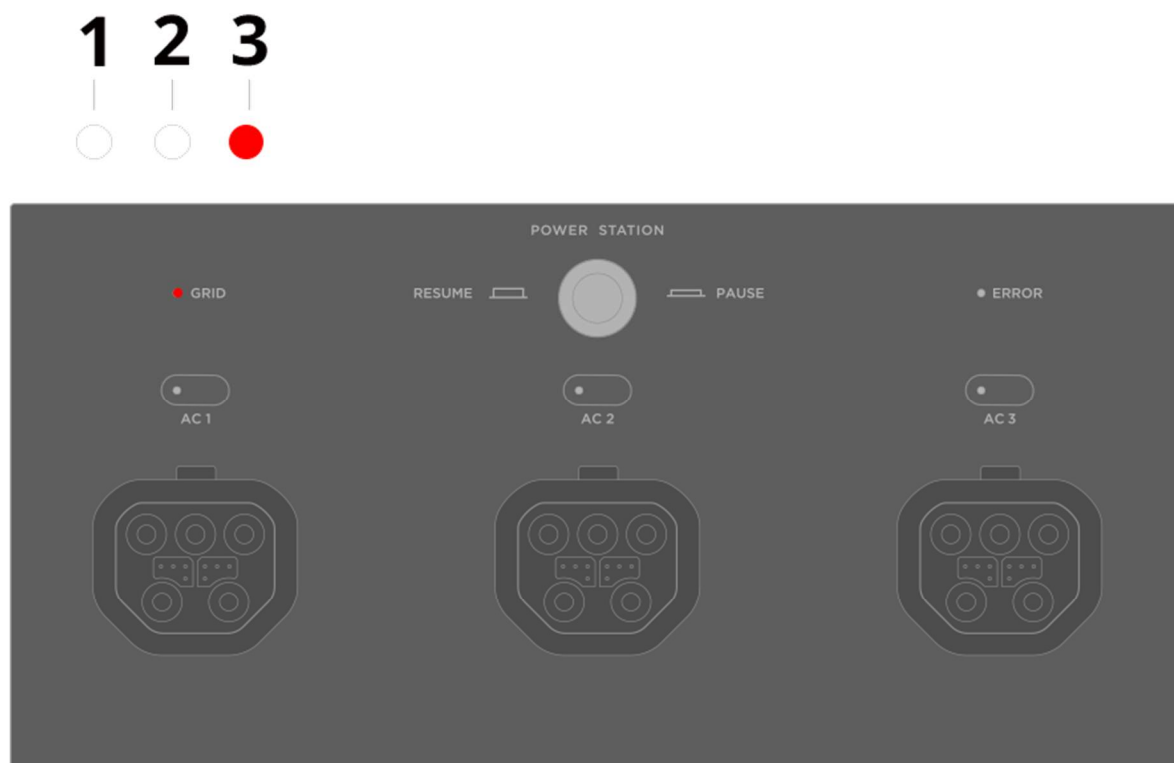 1 2 3
POWER STATION
GRID RESUME PAUSE ERROR
AC 1 AC 2 AC 3